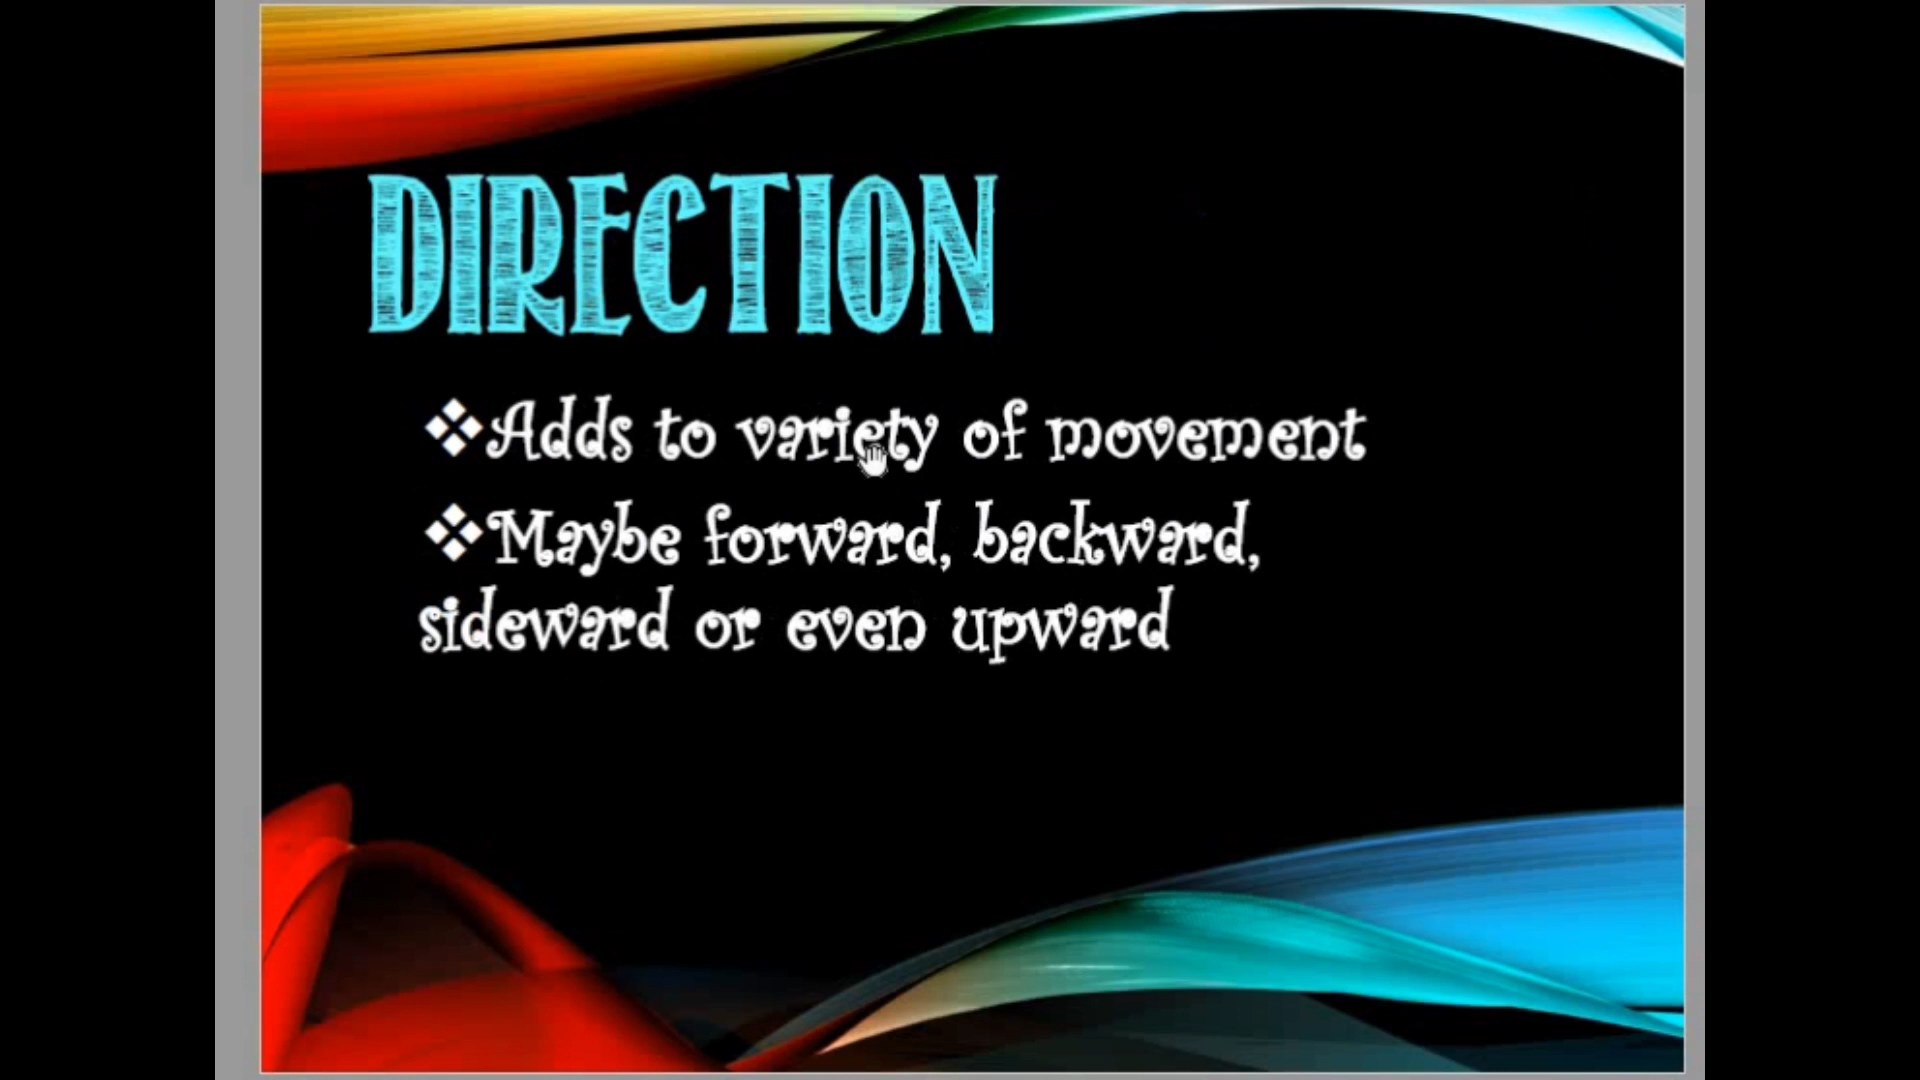 DIRECTION
❖Adds to variety of movement
❖Maybe forward, backward,
sideward or even upward